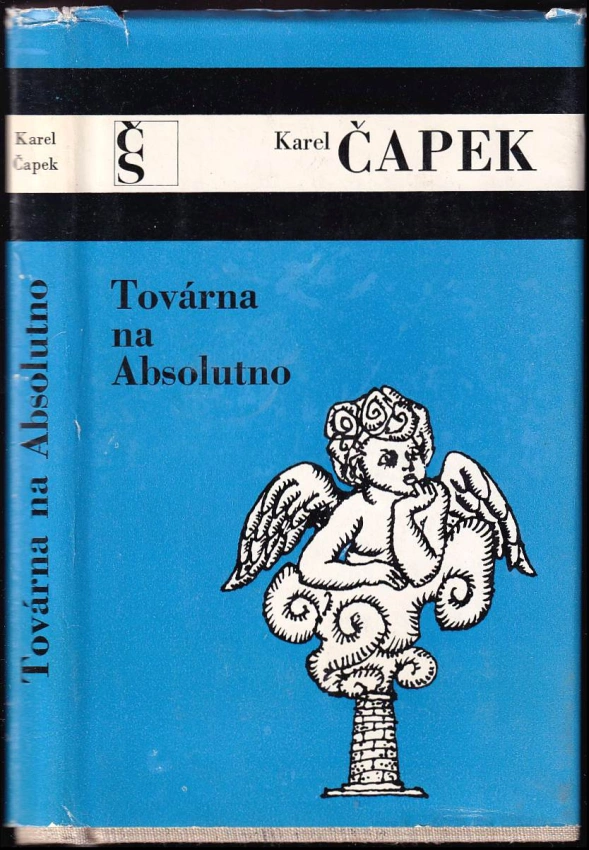 Karel
Čapek
Továrna na Absolutno
ČS
Karel ČAPEK
Továrna
na
Absolutno